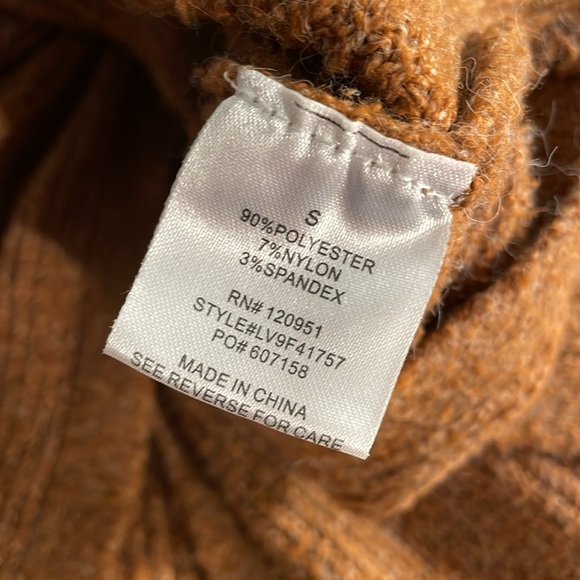 S
90%POLYESTER
7%NYLON
3%SPANDEX
RN# 120951
STYLE#LV9F41757
PO# 607158
MADE IN CHINA
SEE REVERSE FOR CARE